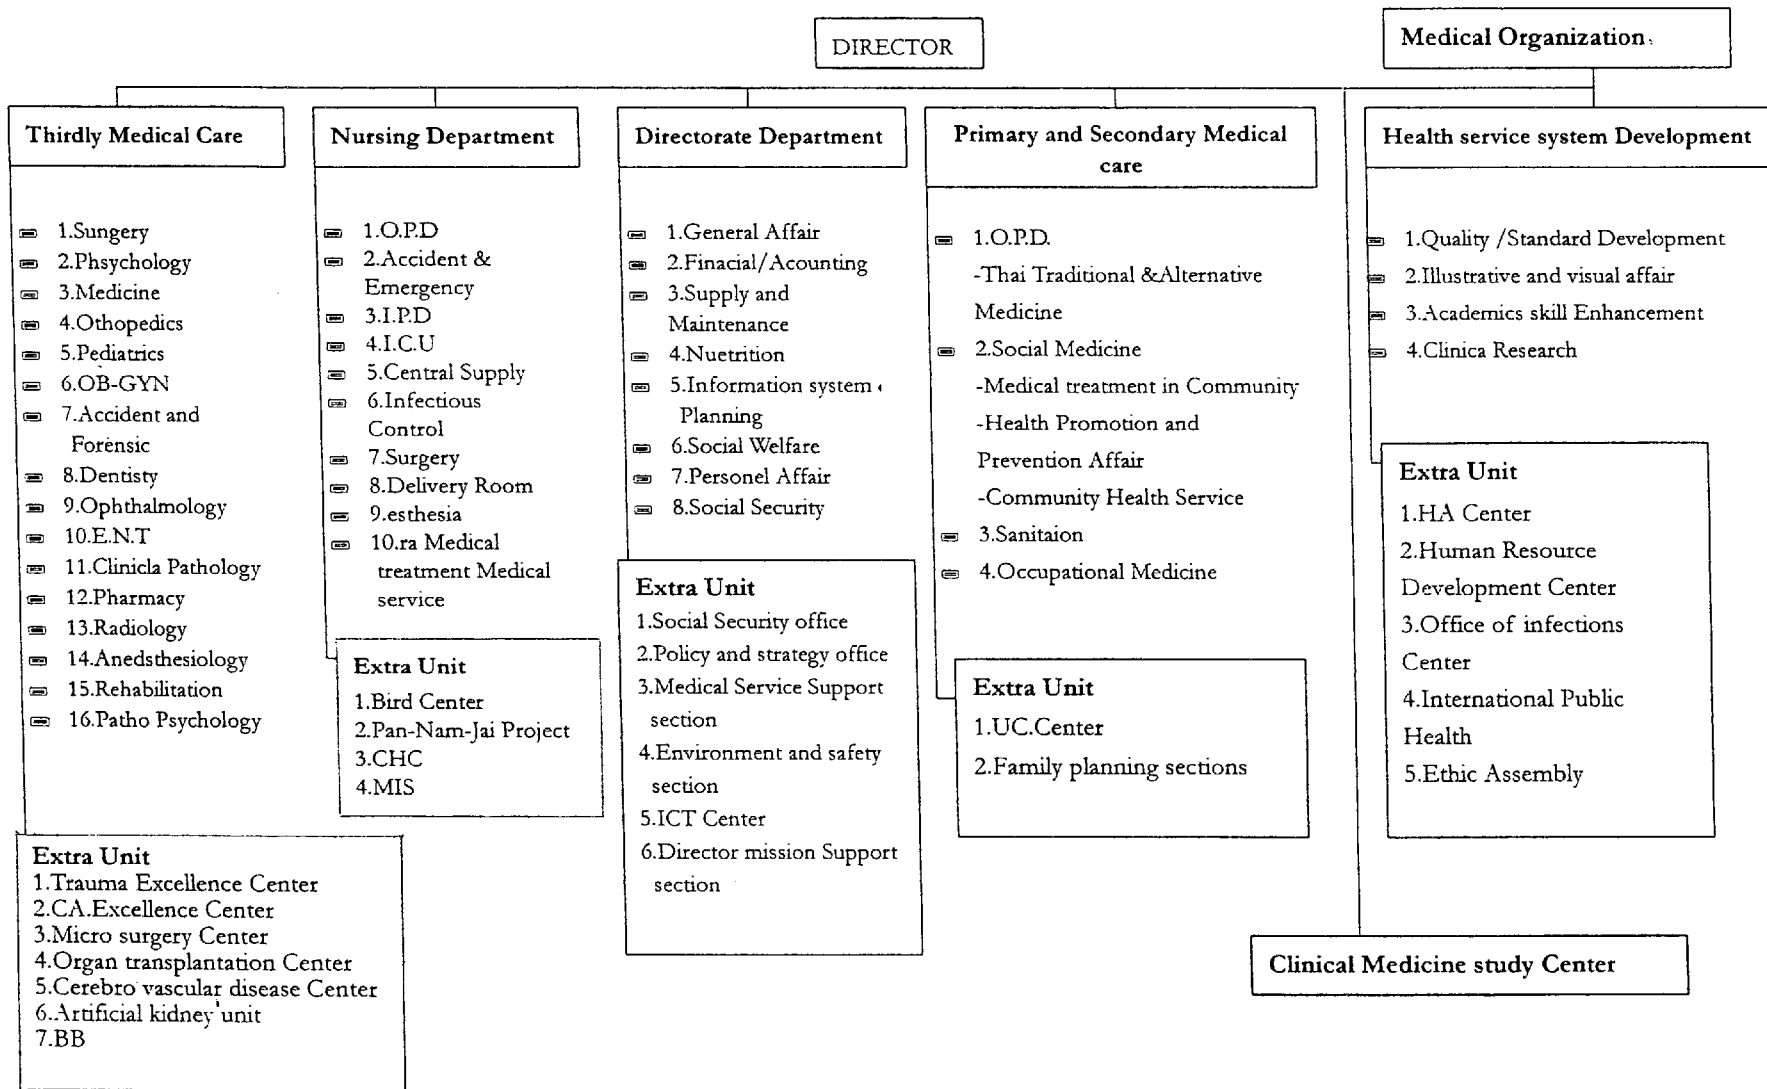 DIRECTOR
Medical Organization
Thirdly Medical Care
1.Sungery
2.Phsychology
3.Medicine
4.Othopedics
5.Pediatrics
6.OB-GYN
7.Accident and
Forensic
8.Dentisty
9.Ophthalmology
10.E.N.T
11.Clinicla Pathology
12.Pharmacy
13.Radiology
14.Anedsthesiology
15.Rehabilitation
16.Patho Psychology
Extra Unit
1.Trauma Excellence Center
2.CA.Excellence Center
3.Micro surgery Center
4.Organ transplantation Center
5.Cerebro vascular disease Center
6.Artificial kidney unit
7.BB
Nursing Department
1.O.P.D
2.Accident &
Emergency
3.I.P.D
4.I.C.U
5.Central Supply
6.Infectious
Control
7.Surgery
8.Delivery Room
9.esthesia
10.ra Medical
treatment Medical
service
Extra Unit
1.Bird Center
2.Pan-Nam-Jai Project
3.CHC
4.MIS
Directorate Department
1.General Affair
2.Finacial/Acounting
3.Supply and
Maintenance
4.Nuetrition
5.Information system
Planning
6.Social Welfare
7.Personel Affair
8.Social Security
Extra Unit
1.Social Security office
2.Policy and strategy office
3.Medical Service Support
section
4.Environment and safety
section
5.ICT Center
6.Director mission Support
section
Primary and Secondary Medical
care
1.O.P.D.
-Thai Traditional &Alternative
Medicine
2.Social Medicine
-Medical treatment in Community
-Health Promotion and
Prevention Affair
-Community Health Service
3.Sanitaion
4.Occupational Medicine
Extra Unit
1.UC.Center
2.Family planning sections
Health service system Development
1.Quality /Standard Development
2.Illustrative and visual affair
3.Academics skill Enhancement
4.Clinica Research
Extra Unit
1.HA Center
2.Human Resource
Development Center
3.Office of infections
Center
4.International Public
Health
5.Ethic Assembly
Clinical Medicine study Center